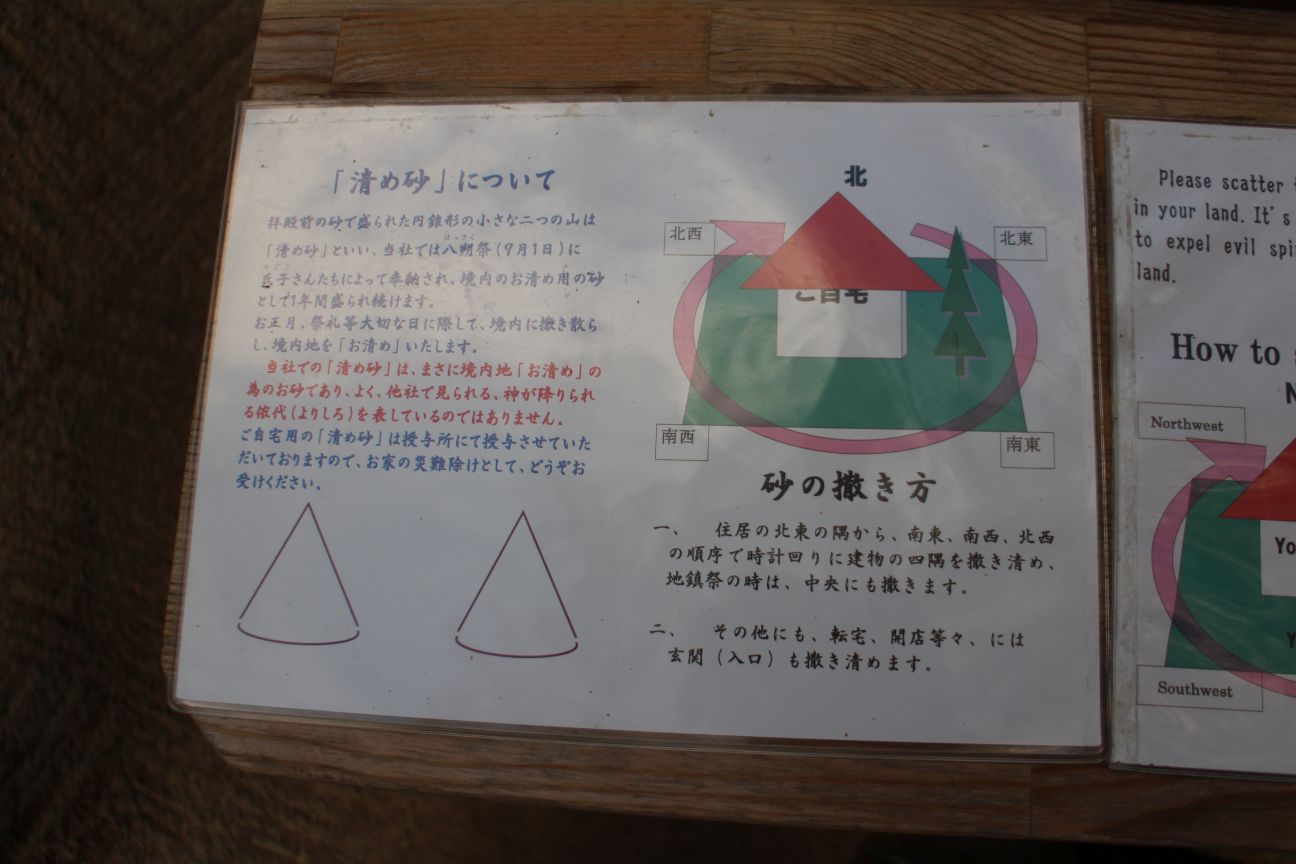 「清め砂」について
拝殿前の砂で盛られた円錐形の小さな二つの山は
「清め砂」といい、当社では八朔祭(9月1日)に
はっさく
氏子さんたちによって奉納され、境内のお清め用の砂
として1年間盛られ続けます。
お正月、祭礼等大切な日に際して、境内に撒き散ら
し、境内地を「お清め」いたします。
当社での「清め砂」は、まさに境内地「お清め」の
為のお砂であり、よく、他社で見られる、神が降りられ
る依代(よりしろ)を表しているのではありません。
ご自宅用の「清め砂」は授与所にて授与させていた
だいておりますので、お家の災難除けとして、どうぞお
受けください。
北
北西
北東
ご自宅
南西
南東
砂の撒き方
一、 住居の北東の隅から、南東、南西、北西
の順序で時計回りに建物の四隅を撒き清め、
地鎮祭の時は、中央にも撒きます。
二、 その他にも、転宅、開店等々、には
玄関(入口)も撒き清めます。
Please scatter
in your land. It's
to expel evil
land.
How to
Northwest
Southwest